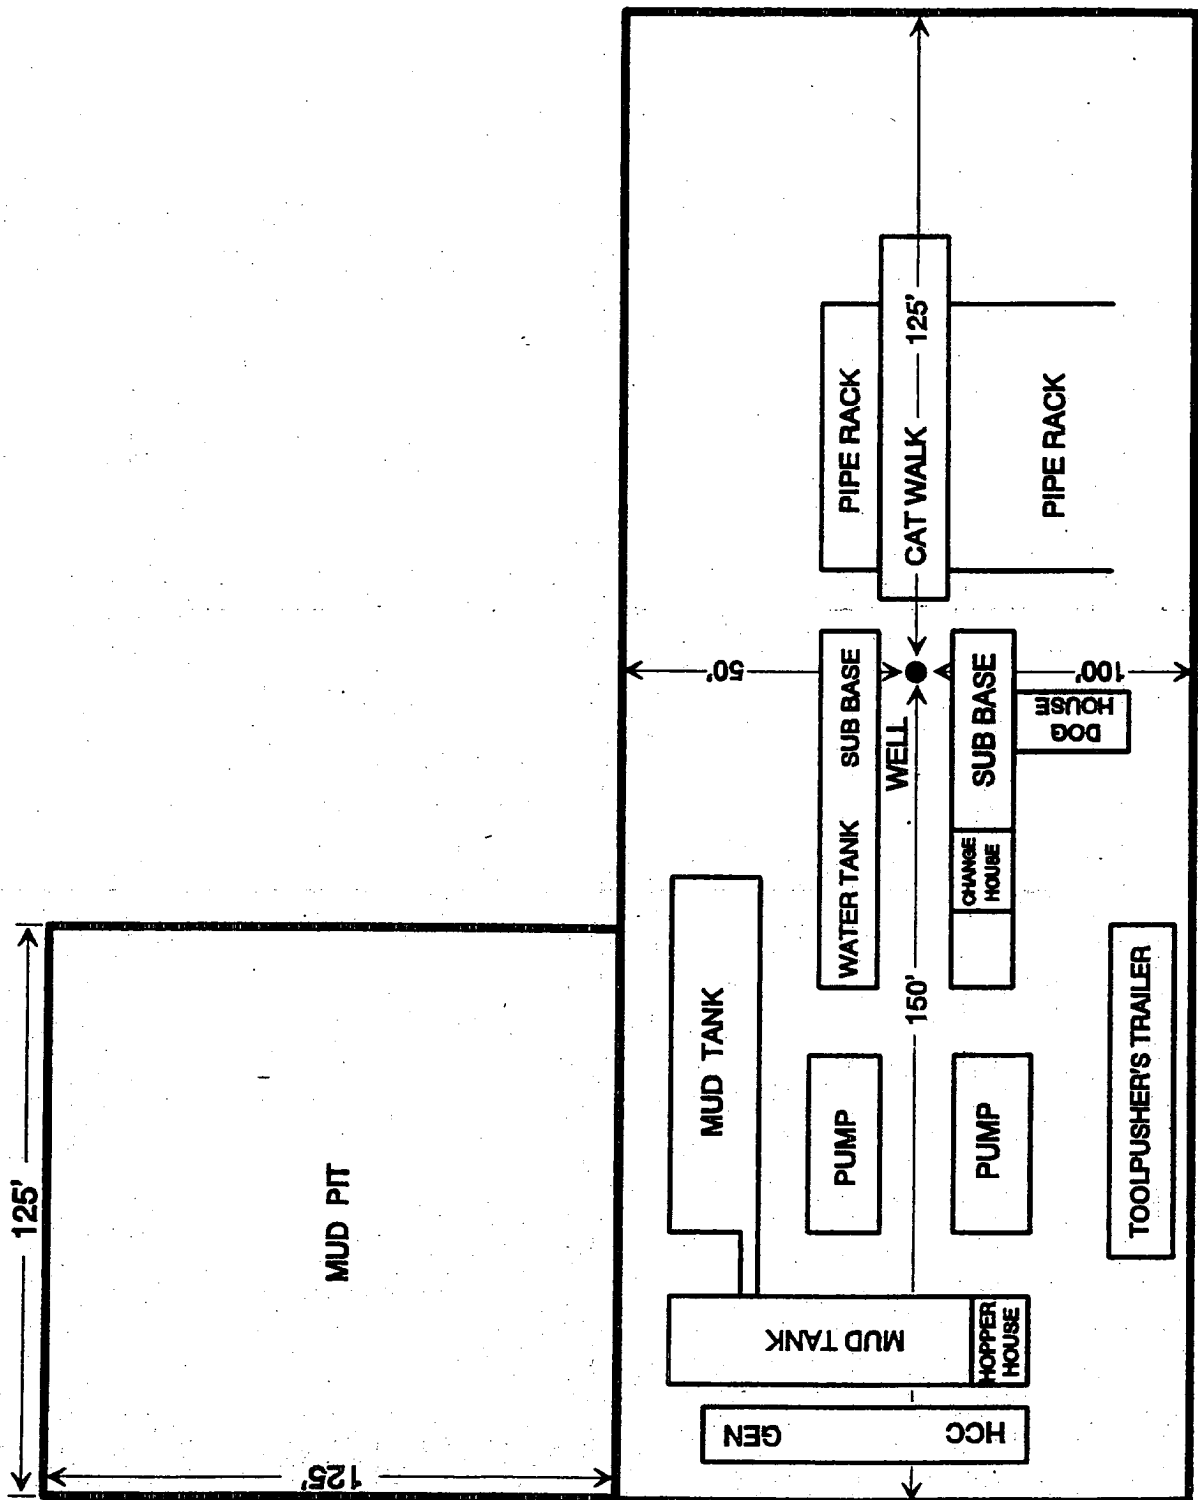 125'
MUD PIT
125'
MUD TANK
MUD TANK
HOPPER
HOUSE
GEN
HCC
PUMP
PUMP
WATER TANK
SUB BASE
WELL
50'
150'
CHANGE
HOUSE
SUB BASE
100'
DOG
HOUSE
TOOLPUSHER'S TRAILER
PIPE RACK
CAT WALK
125'
PIPE RACK